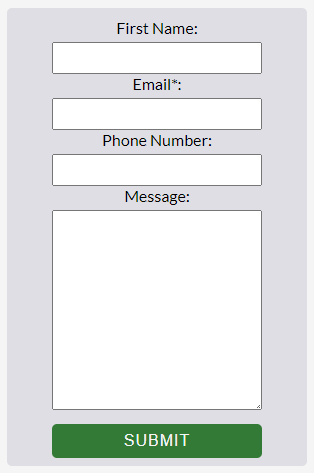 First Name:
Email*:
Phone Number:
Message:
SUBMIT